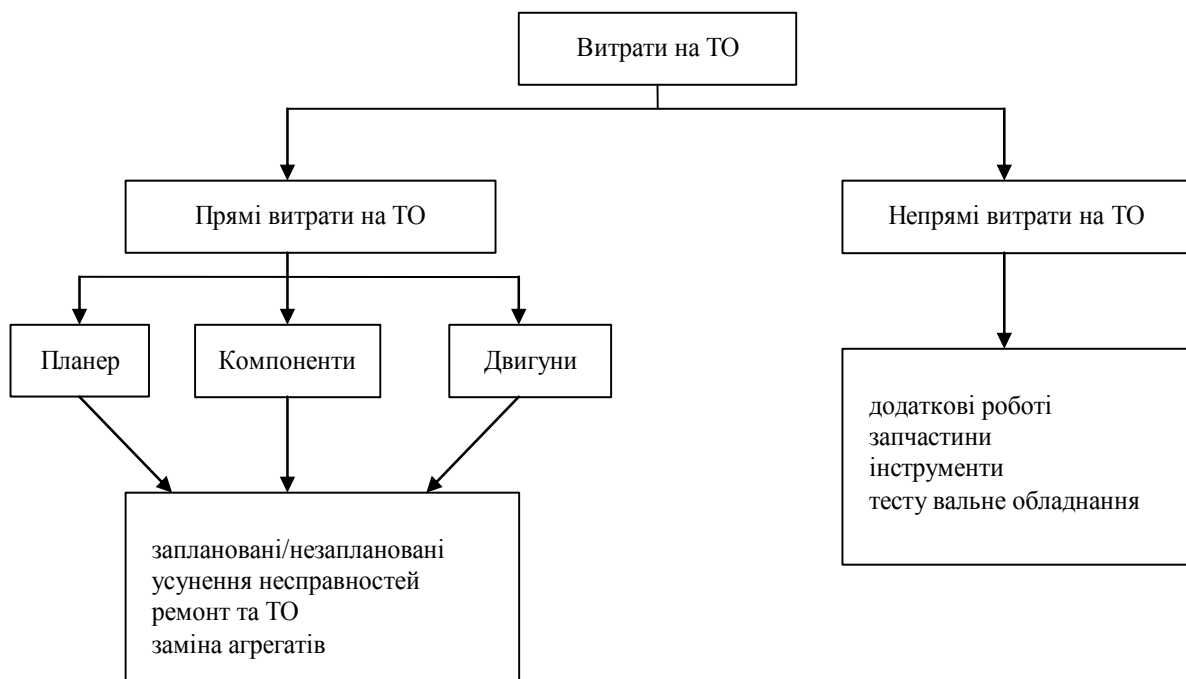 Витрати на ТО
Прямі витрати на ТО
Непрямі витрати на ТО
Планер
Компоненти
Двигуни
додаткові роботі
запчастини
інструменти
тесту вальне обладнання
заплановані/незаплановані
усунення несправностей
ремонт та ТО
заміна агрегатів